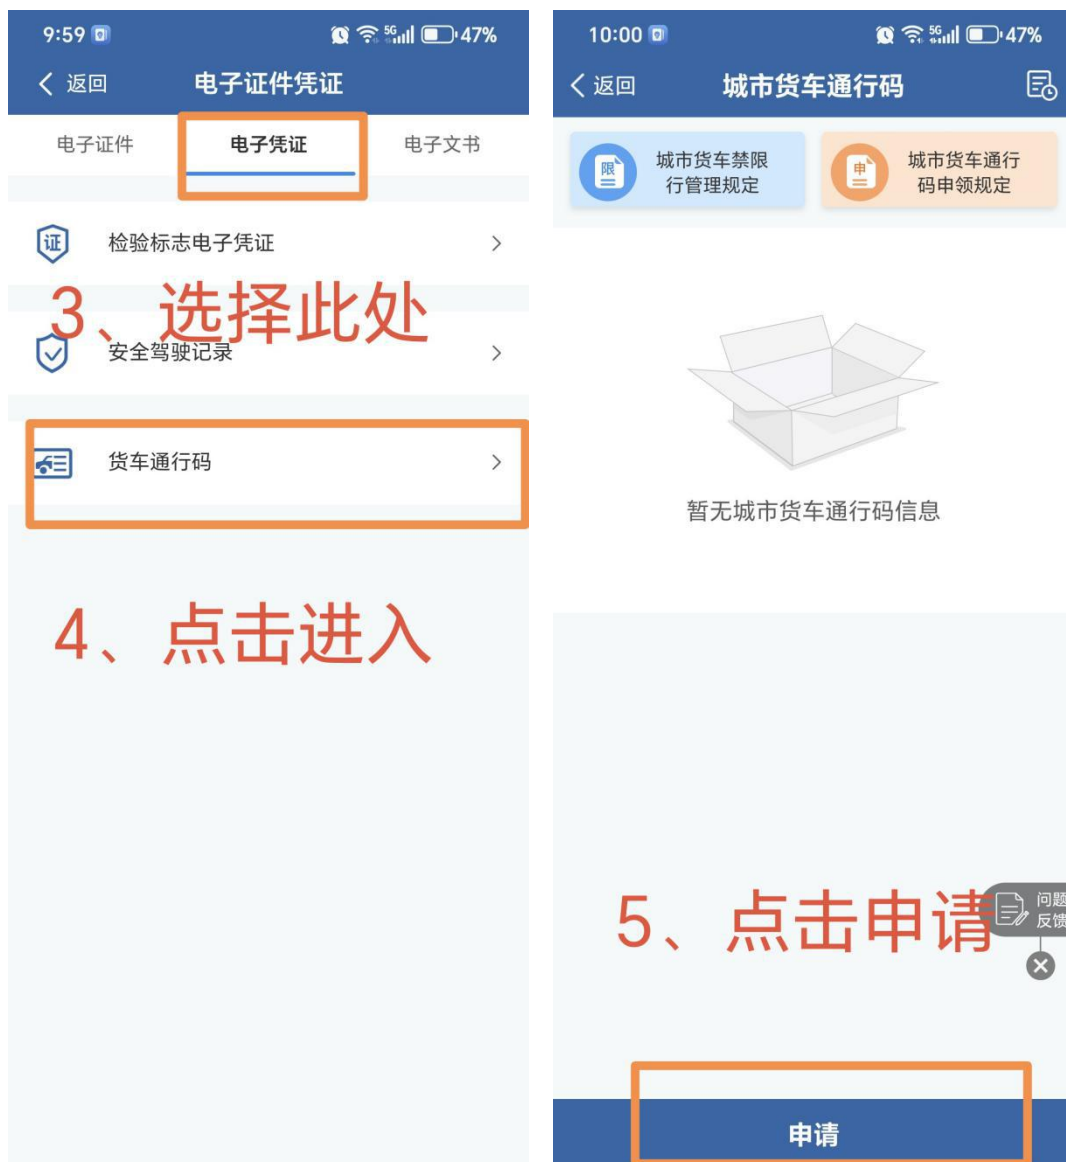 9:59
5G
47%
返回
电子证件凭证
电子证件
电子凭证
电子文书
证
检验标志电子凭证
3、选择此处
安全驾驶记录
货车通行码
4、点击进入
10:00
5G
47%
返回
城市货车通行码
限
城市货车禁限
行管理规定
申
城市货车通行
码申领规定
暂无城市货车通行码信息
5、点击申请
问题
反馈
申请